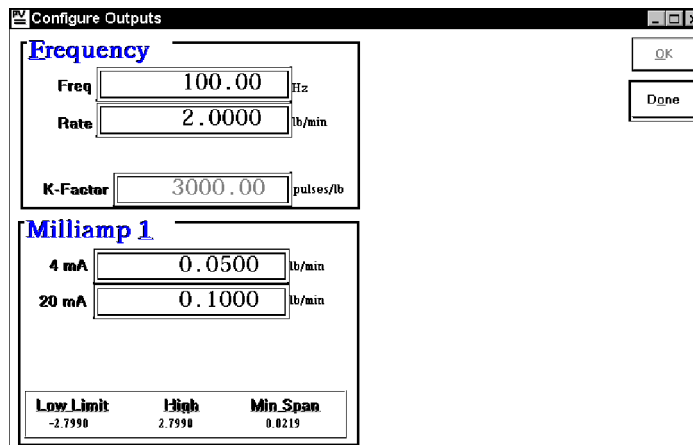 Configure Outputs
Frequency
Freq 100.00 Hz
Rate 2.0000 lb/min
K-Factor 3000.00 pulses/lb
OK
Done
Milliamp 1
4 mA 0.0500 lb/min
20 mA 0.1000 lb/min
Low Limit High Min Span
-2.7990 2.7990 0.0219